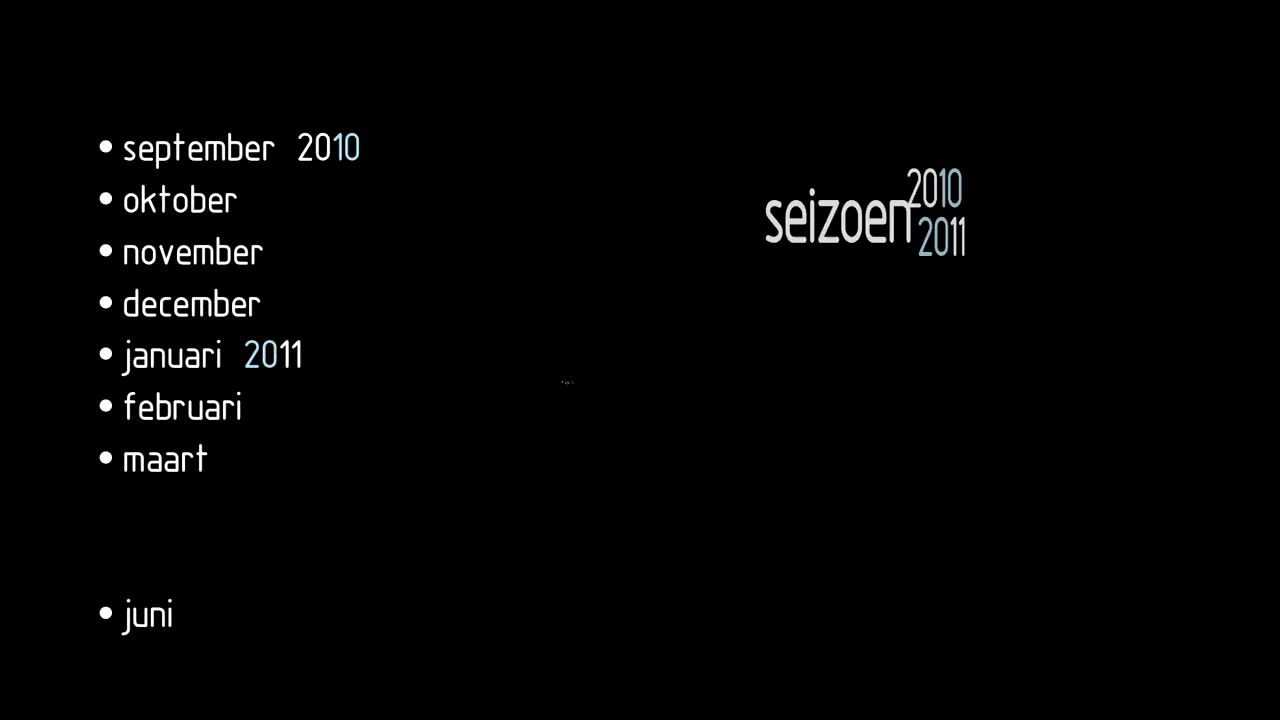 • september 2010
• oktober
• november
• december
• januari 2011
• februari
• maart
• juni
seizoen 2010
2011